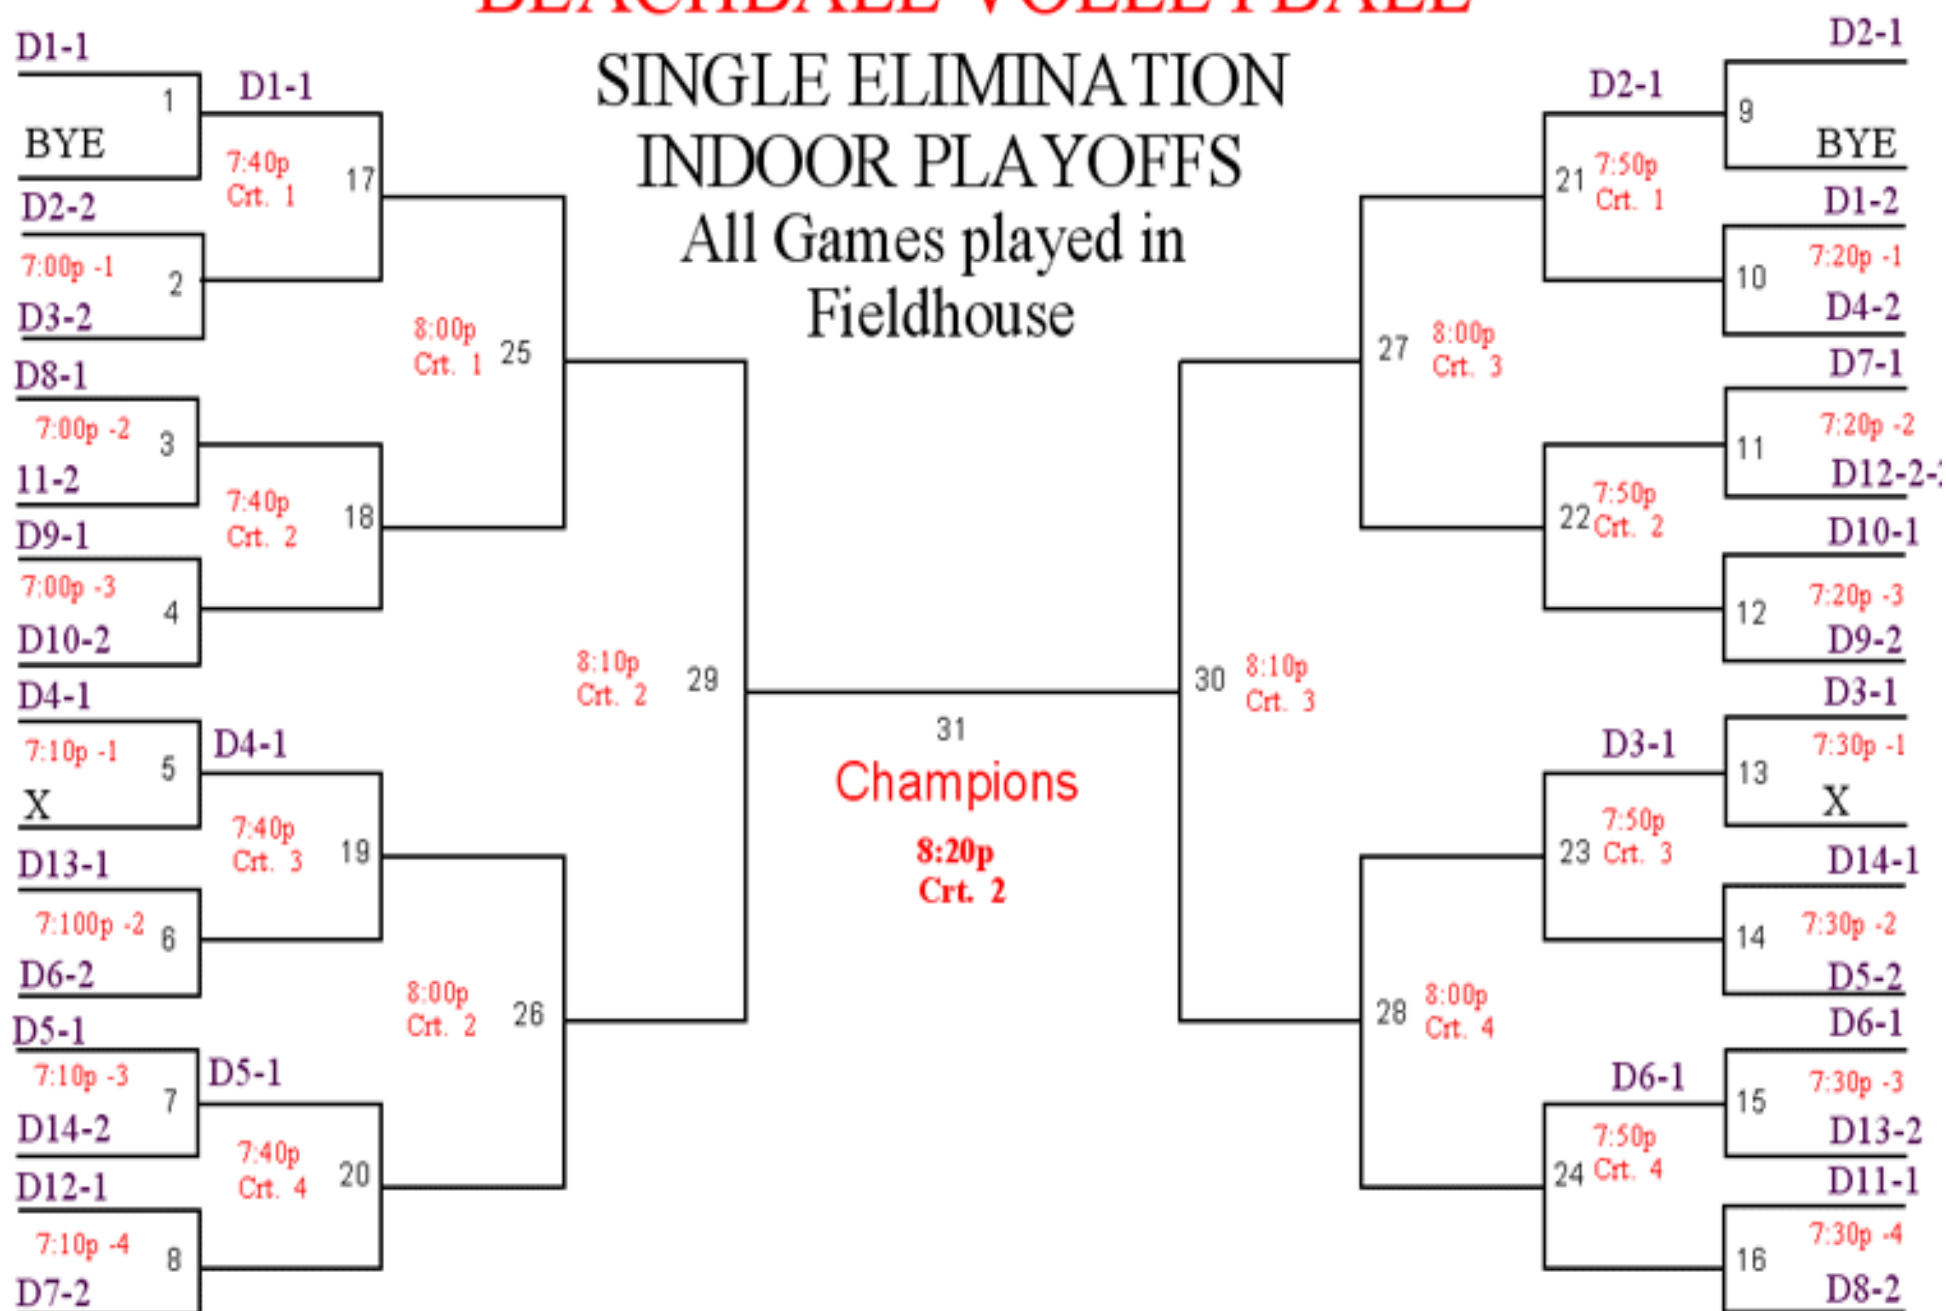 BEACHBALL VOLLEYBALL
SINGLE ELIMINATION
INDOOR PLAYOFFS
All Games played in
Fieldhouse
D1-1
1
BYE
D1-1
7:40p
Crt. 1
17
D2-2
7:00p -1
2
D3-2
8:00p
Crt. 1
25
D8-1
7:00p -2
3
11-2
7:40p
Crt. 2
18
D9-1
7:00p -3
4
D10-2
8:10p
Crt. 2
29
D4-1
7:10p -1
5
X
D4-1
7:40p
Crt. 3
19
D13-1
7:100p -2
6
D6-2
8:00p
Crt. 2
26
D5-1
7:10p -3
7
D14-2
D5-1
7:40p
Crt. 4
20
D12-1
7:10p -4
8
D7-2
31
Champions
8:20p
Crt. 2
D2-1
9
BYE
D2-1
21
7:50p
Crt. 1
D1-2
7:20p -1
10
D4-2
27
8:00p
Crt. 3
D7-1
7:20p -2
11
D12-2-2
22
7:50p
Crt. 2
D10-1
7:20p -3
12
D9-2
30
8:10p
Crt. 3
D3-1
7:30p -1
13
X
D3-1
23
7:50p
Crt. 3
D14-1
7:30p -2
14
D5-2
28
8:00p
Crt. 4
D6-1
7:30p -3
15
D13-2
D6-1
24
7:50p
Crt. 4
D11-1
7:30p -4
16
D8-2